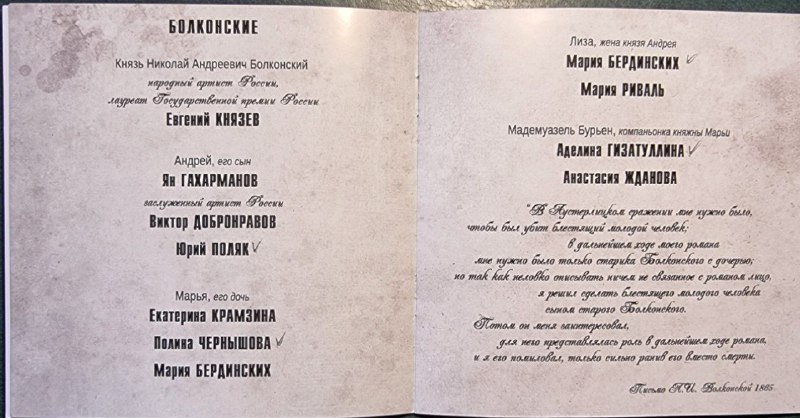 БОЛКОНСКИЕ
Князь Николай Андреевич Болконский
народный артист России,
лауреат Государственной премии России
Евгений КНЯЗЕВ
Андрей, его сын
Ян ГАХАРМАНОВ
заслуженный артист России
Виктор ДОБРОНРАВОВ
Юрий ПОЛЯК
Марья, его дочь
Екатерина КРАМЗИНА
Полина ЧЕРНЫШОВА
Мария БЕРДИНСКИХ
Лиза, жена князя Андрея
Мария БЕРДИНСКИХ
Мария РИВАЛЬ
Мадемуазель Бурьен, компаньонка княжны Марьи
Аделина ГИЗАТУЛЛИНА
Анастасия ЖДАНОВА
"В Аустерлицком сражении мне нужно было,
чтобы был убит блестящий молодой человек;
в дальнейшем ходе моего романа
мне нужно было только старика Болконского с дочерью;
но так как неловко описывать ничем не связанное с романом лицо,
я решил сделать блестящего молодого человека
сыном старого Болконского.
Потом он меня заинтересовал,
для него представлялась роль в дальнейшем ходе романа,
и я его помиловал, только сильно ранив его вместо смерти.
Письмо Л.И. Волконской 1865